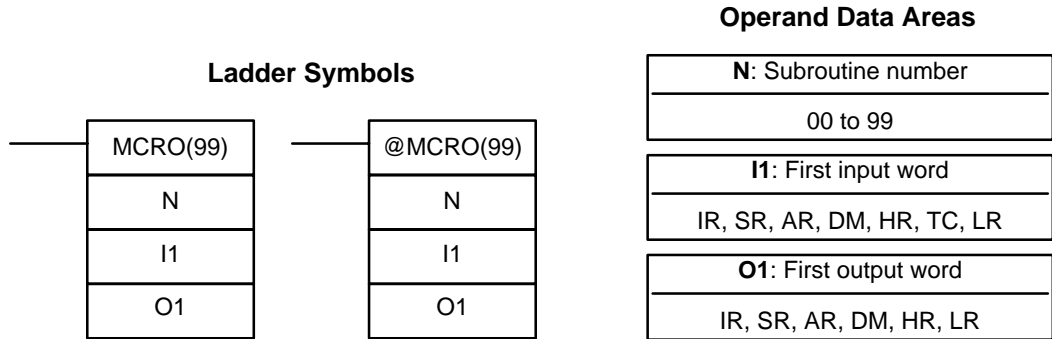 Ladder Symbols
MCRO(99)
N
I1
O1
@MCRO(99)
N
I1
O1
Operand Data Areas
N: Subroutine number
00 to 99
I1: First input word
IR, SR, AR, DM, HR, TC, LR
O1: First output word
IR, SR, AR, DM, HR, LR